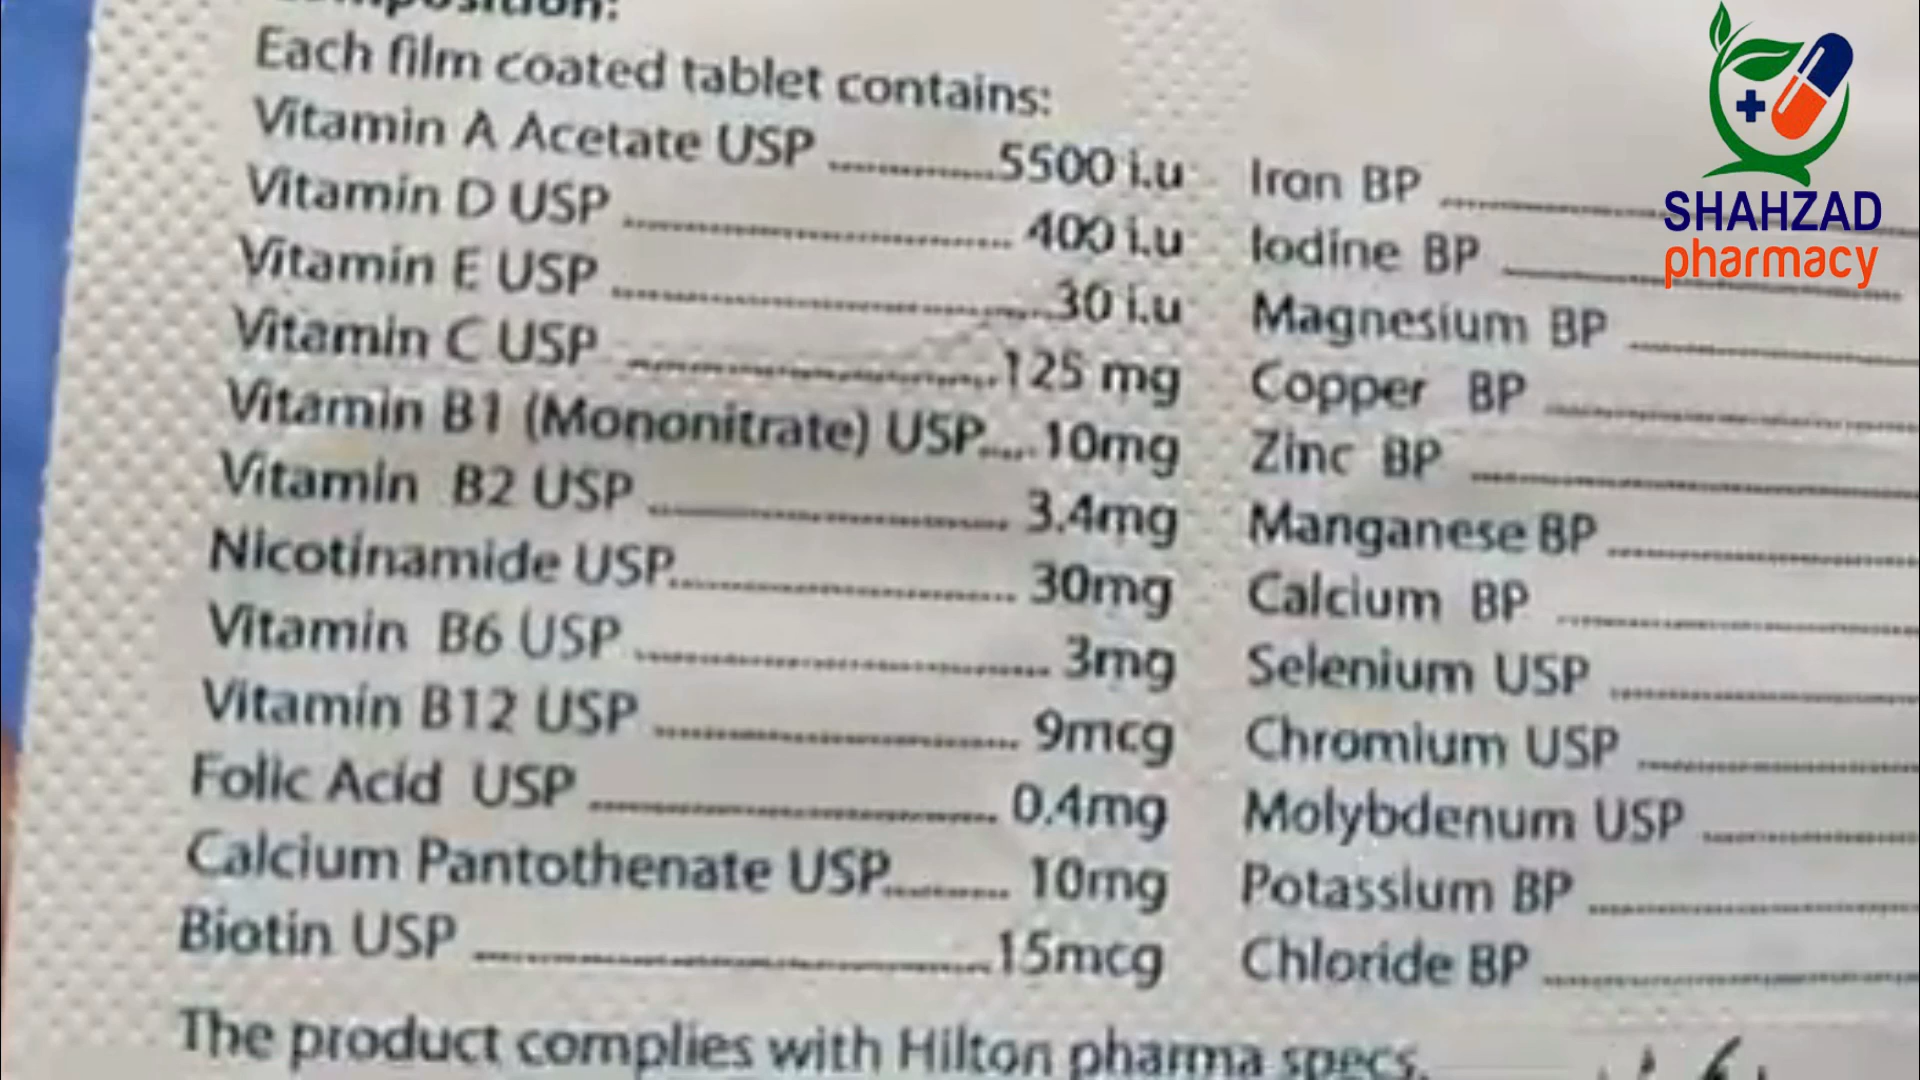 Composition:
Each film coated tablet contains:
Vitamin A Acetate USP ............5500 i.u
Vitamin D USP ............ 400 i.u
Vitamin E USP ............30 i.u
Vitamin C USP ............125 mg
Vitamin B1 (Mononitrate) USP.....10mg
Vitamin B2 USP ............ 3.4mg
Nicotinamide USP............ 30mg
Vitamin B6 USP ............ 3mg
Vitamin B12 USP ............ 9mcg
Folic Acid USP ............ 0.4mg
Calcium Pantothenate USP............ 10mg
Biotin USP ............15mcg
Iron BP ............
Iodine BP ............
Magnesium BP ............
Copper BP ............
Zinc BP ............
Manganese BP ............
Calcium BP ............
Selenium USP ............
Chromium USP ............
Molybdenum USP ............
Potassium BP ............
Chloride BP ............
The product complies with Hilton pharma specs.
SHAHZAD
pharmacy